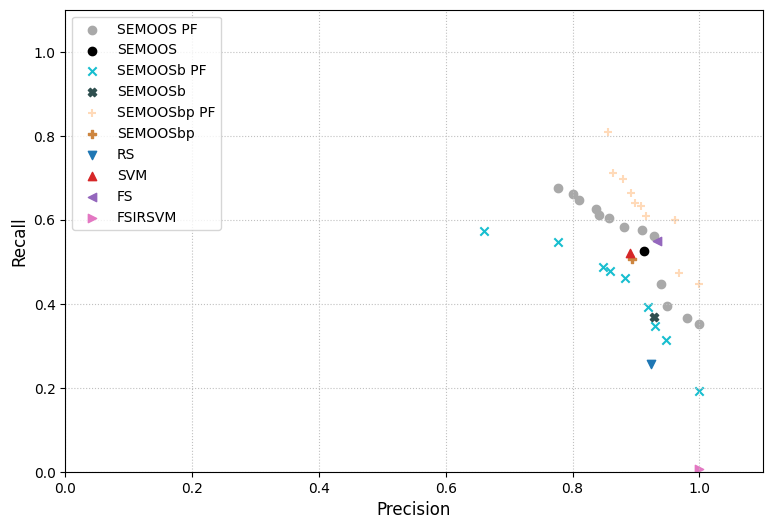 SEMOOS PF
SEMOOS
SEMOOSb PF
SEMOOSb
SEMOOSbp PF
SEMOOSbp
RS
SVM
FS
FSIRSVM
1.0
0.8
0.6
0.4
0.2
0.0
Recall
0.0 0.2 0.4 0.6 0.8 1.0
Precision